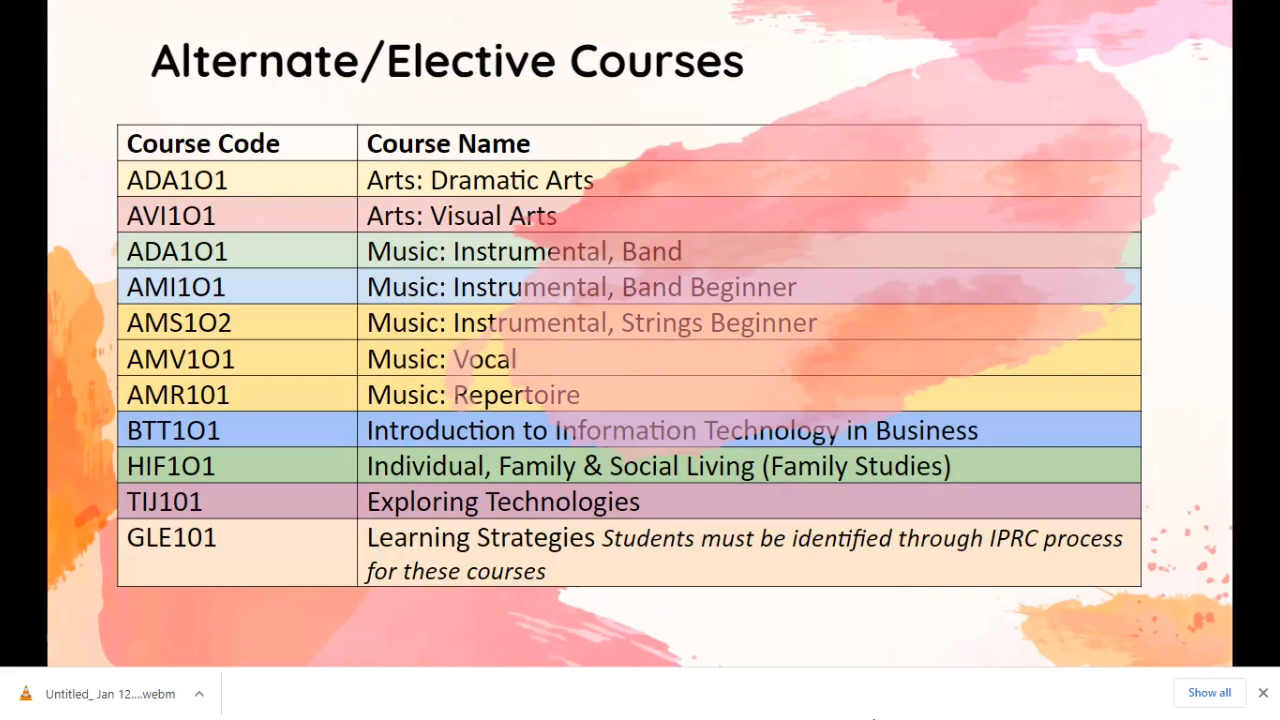 Alternate/Elective Courses
Course Code Course Name
ADA1O1 Arts: Dramatic Arts
AVI1O1 Arts: Visual Arts
ADA1O1 Music: Instrumental, Band
AMI1O1 Music: Instrumental, Band Beginner
AMS1O2 Music: Instrumental, Strings Beginner
AMV1O1 Music: Vocal
AMR101 Music: Repertoire
BTT1O1 Introduction to Information Technology in Business
HIF1O1 Individual, Family & Social Living (Family Studies)
TIJ101 Exploring Technologies
GLE101 Learning Strategies Students must be identified through IPRC process
for these courses
Untitled_ Jan 12....webm
Show all